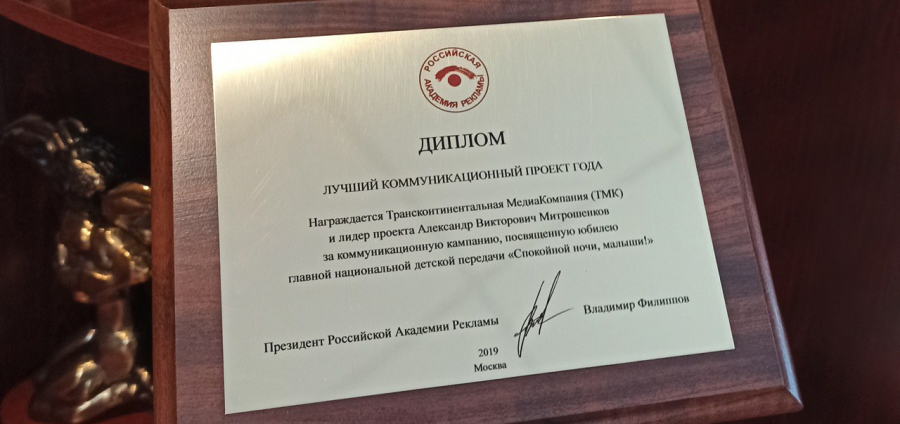 РОССИЙСКАЯ
АКАДЕМИЯ РЕКЛАМЫ
ДИПЛОМ
ЛУЧШИЙ КОММУНИКАЦИОННЫЙ ПРОЕКТ ГОДА
Награждается Трансконтинентальная МедиаКомпания (ТМК)
и лидер проекта Александр Викторович Митрошенков
за коммуникационную кампанию, посвященную юбилею
главной национальной детской передачи «Спокойной ночи, малыши!»
Президент Российской Академии Рекламы
Владимир Филиппов
2019
Москва